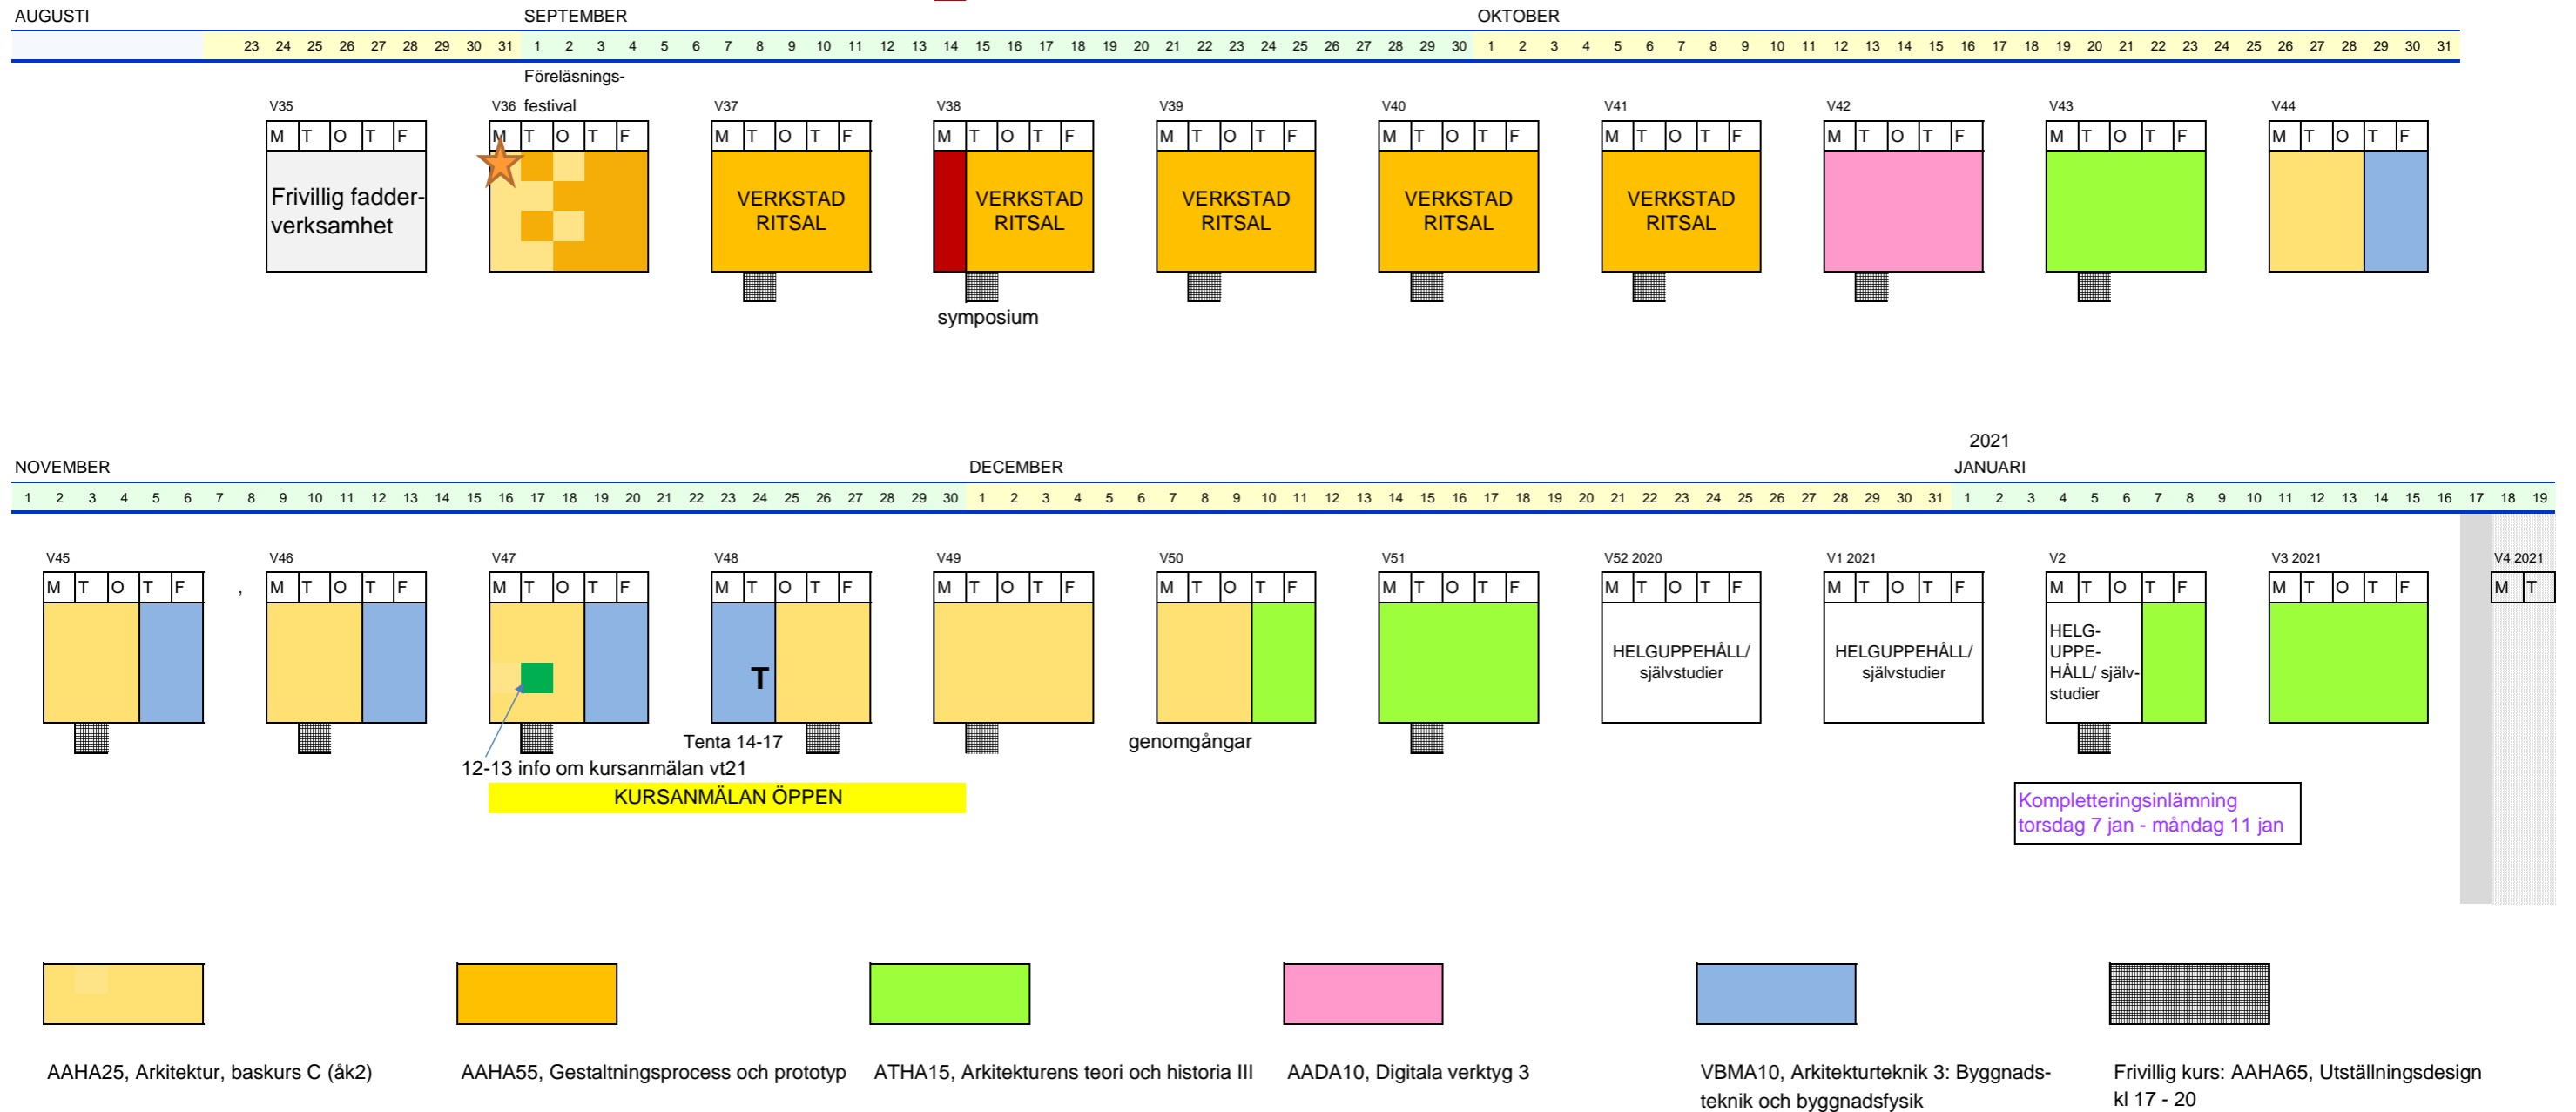 AUGUSTI SEPTEMBER OKTOBER
23 24 25 26 27 28 29 30 31 1 2 3 4 5 6 7 8 9 10 11 12 13 14 15 16 17 18 19 20 21 22 23 24 25 26 27 28 29 30 1 2 3 4 5 6 7 8 9 10 11 12 13 14 15 16 17 18 19 20 21 22 23 24 25 26 27 28 29 30 31
Föreläsnings-
V35 V36 festival V37 V38 V39 V40 V41 V42 V43 V44
M T O T F M T O T F M T O T F M T O T F M T O T F M T O T F M T O T F M T O T F M T O T F M T O T F
Frivillig fadder-
verksamhet
VERKSTAD
RITSAL
VERKSTAD
RITSAL
VERKSTAD
RITSAL
VERKSTAD
RITSAL
VERKSTAD
RITSAL
symposium
2021
NOVEMBER DECEMBER JANUARI
1 2 3 4 5 6 7 8 9 10 11 12 13 14 15 16 17 18 19 20 21 22 23 24 25 26 27 28 29 30 1 2 3 4 5 6 7 8 9 10 11 12 13 14 15 16 17 18 19 20 21 22 23 24 25 26 27 28 29 30 31 1 2 3 4 5 6 7 8 9 10 11 12 13 14 15 16 17 18 19
V45 V46 V47 V48 V49 V50 V51 V52 2020 V1 2021 V2 V3 2021 V4 2021
M T O T F , M T O T F M T O T F M T O T F M T O T F M T O T F M T O T F M T O T F M T O T F M T O T F M T O T F M T
T
HELGUPPEHÅLL/
självstudier
HELGUPPEHÅLL/
självstudier
HELG-
UPPE-
HÅLL/ själv-
studier
Tenta 14-17
genomgångar
12-13 info om kursanmälan vt21
KURSANMÄLAN ÖPPEN
Kompletteringsinlämning
torsdag 7 jan - måndag 11 jan
AAHA25, Arkitektur, baskurs C (åk2)
AAHA55, Gestaltningsprocess och prototyp
ATHA15, Arkitekturens teori och historia III
AADA10, Digitala verktyg 3
VBMA10, Arkitekturteknik 3: Byggnads-
teknik och byggnadsfysik
Frivillig kurs: AAHA65, Utställningsdesign
kl 17 - 20